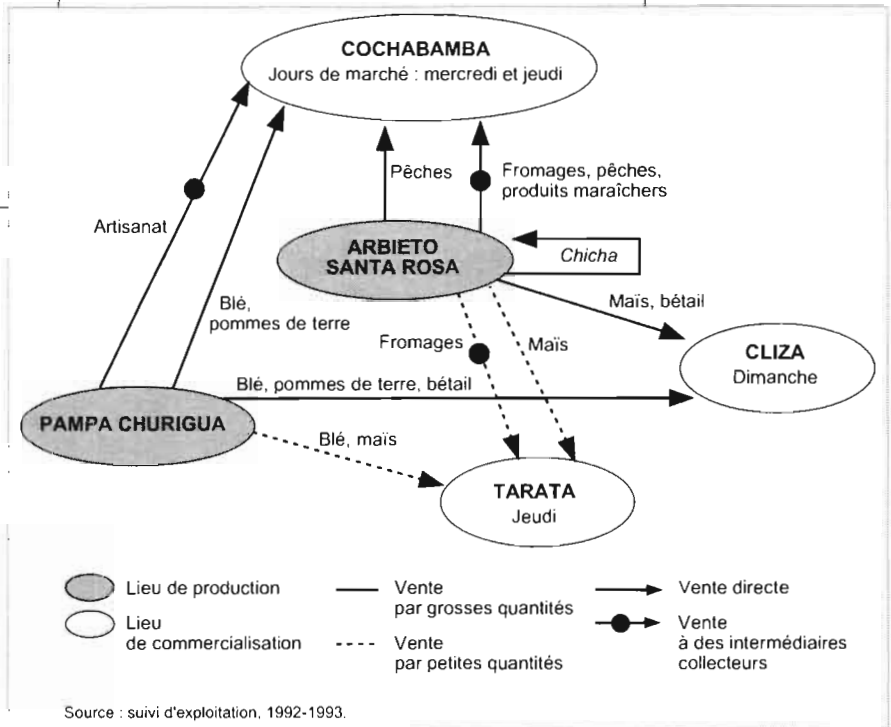 COCHABAMBA
Jours de marché : mercredi et jeudi
Pêches
Fromages, pêches,
produits maraîchers
Artisanat
ARBIETO
SANTA ROSA
Chicha
Blé,
pommes de terre
Maïs, bétail
Fromages
Maïs
CLIZA
Dimanche
Blé, pommes de terre, bétail
PAMPA CHURIGUA
Blé, maïs
TARATA
Jeudi
Lieu de production
Lieu
de commercialisation
Vente
par grosses quantités
Vente
par petites quantités
Vente directe
Vente
à des intermédiaires
collecteurs
Source : suivi d'exploitation, 1992-1993.